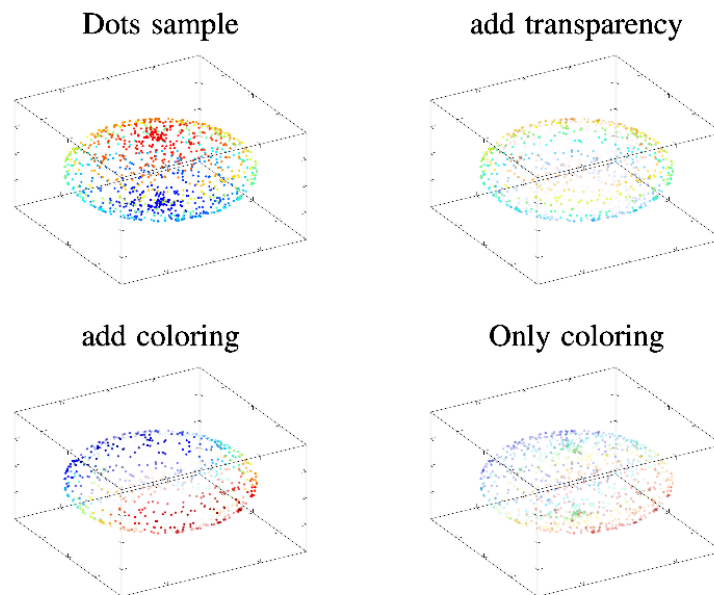 Dots sample
add transparency
add coloring
Only coloring